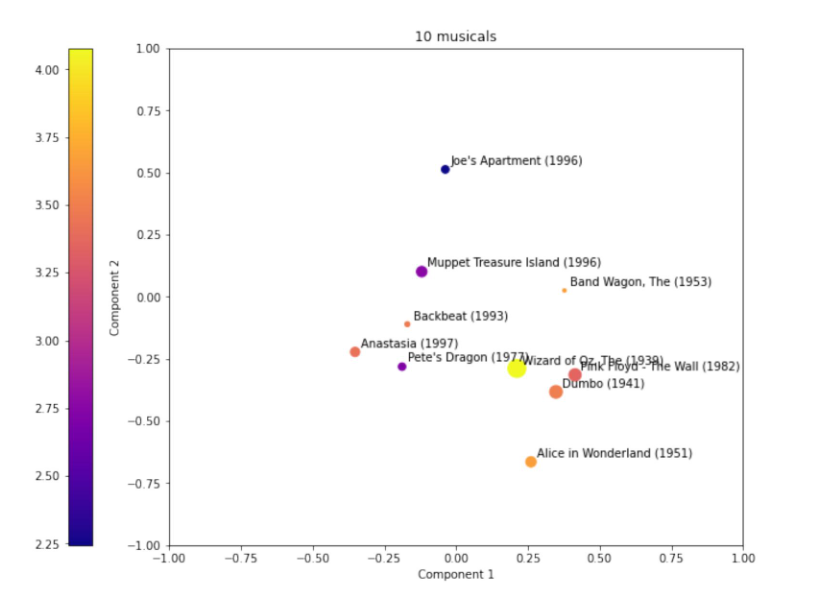 10 musicals
4.00
3.75
3.50
3.25
3.00
2.75
2.50
2.25
Component 2
1.00
0.75
0.50
0.25
0.00
−0.25
−0.50
−0.75
−1.00
Joe's Apartment (1996)
Muppet Treasure Island (1996)
Band Wagon, The (1953)
Backbeat (1993)
Anastasia (1997)
Pete's Dragon (1977)
Wizard of Oz, The (1939)
Pink Floyd - The Wall (1982)
Dumbo (1941)
Alice in Wonderland (1951)
−1.00 −0.75 −0.50 −0.25 0.00 0.25 0.50 0.75 1.00
Component 1